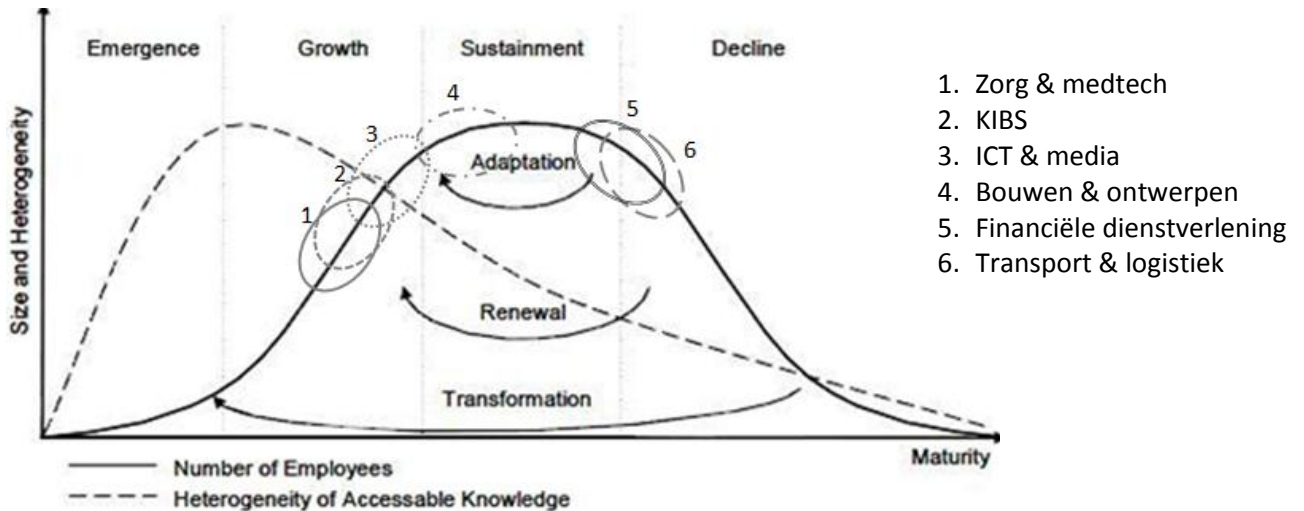 Emergence
Growth
Sustainment
Decline
Size and Heterogeneity
4
5
3
6
2
1
Adaptation
Renewal
Transformation
Maturity
Number of Employees
Heterogeneity of Accessable Knowledge
1. Zorg & medtech
2. KIBS
3. ICT & media
4. Bouwen & ontwerpen
5. Financiële dienstverlening
6. Transport & logistiek